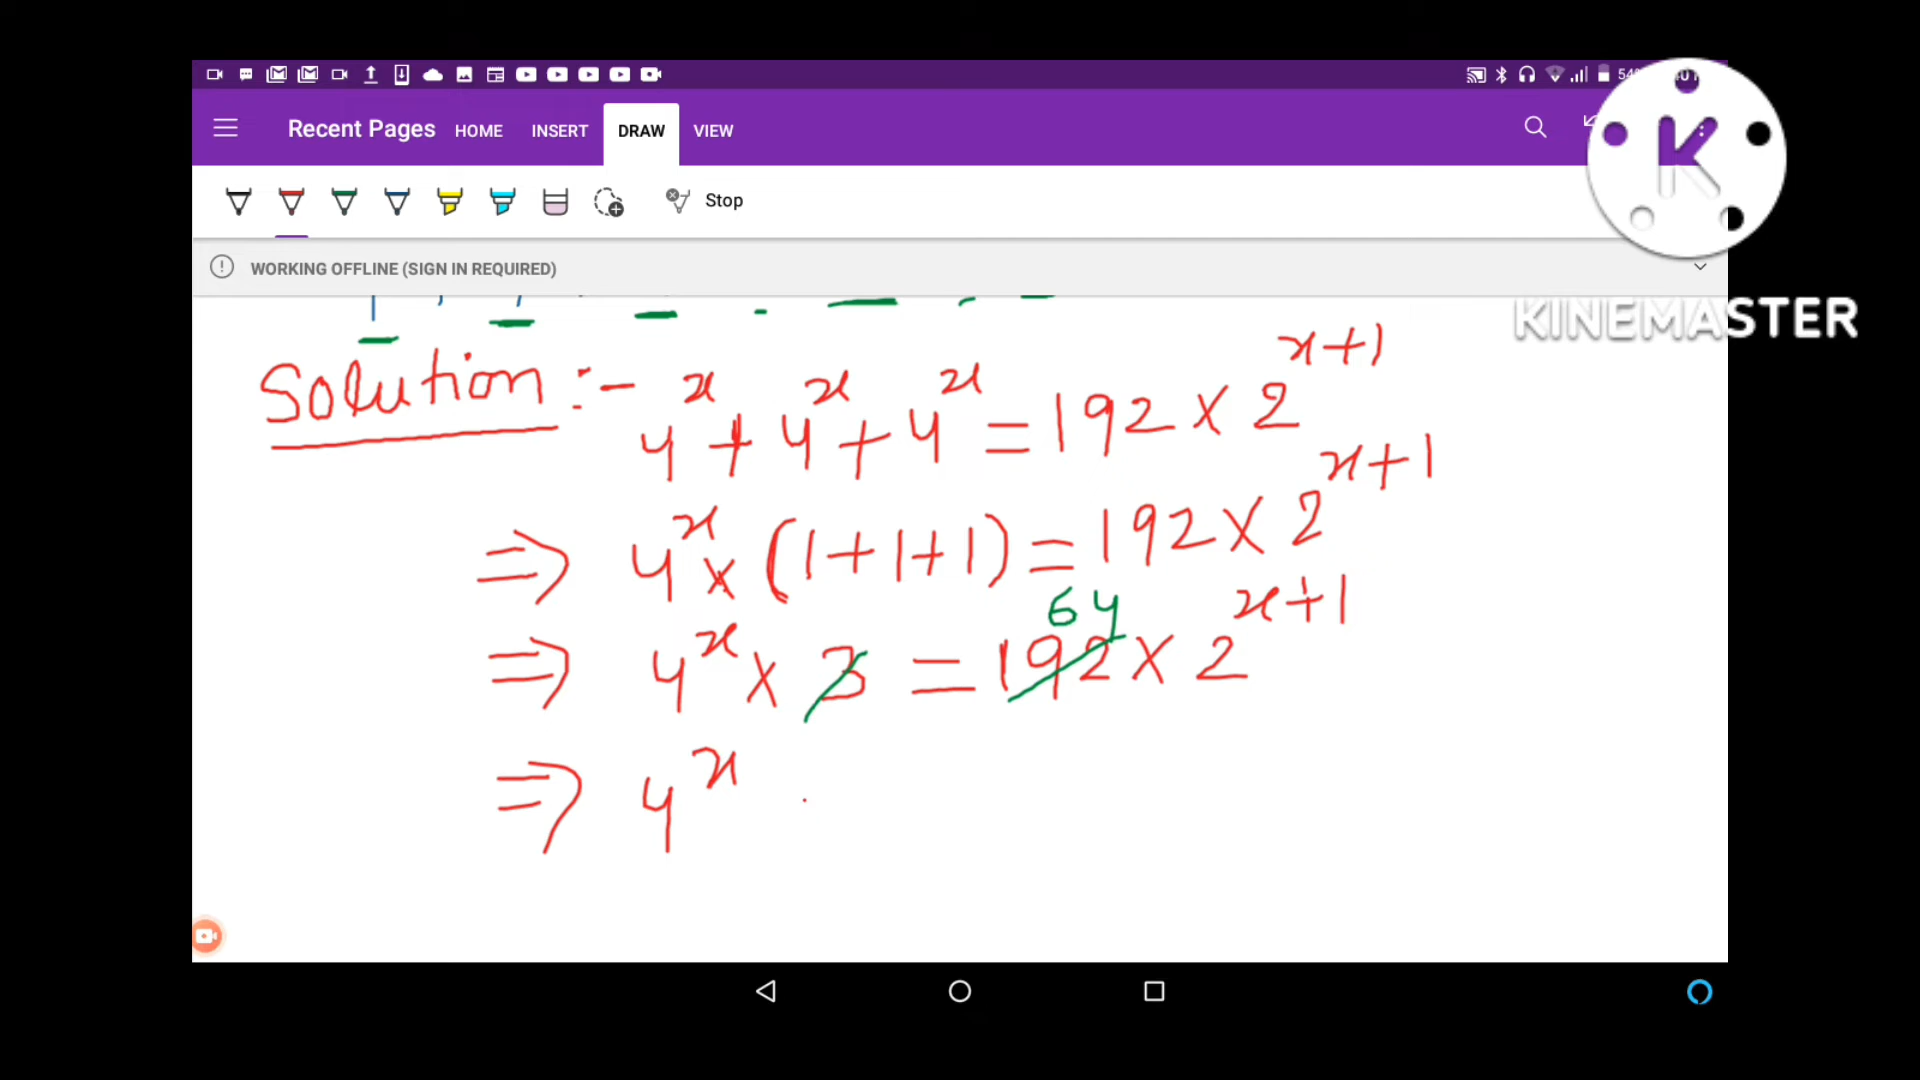 54%
Recent Pages HOME INSERT DRAW VIEW
K
Stop
WORKING OFFLINE (SIGN IN REQUIRED)
KINEMASTER
Solution :- 4^x + 4^x + 4^x = 192 × 2^(x+1)
⇒ 4^x × (1+1+1) = 192 × 2^(x+1)
64
⇒ 4^x × 3 = 192 × 2^(x+1)
⇒ 4^x